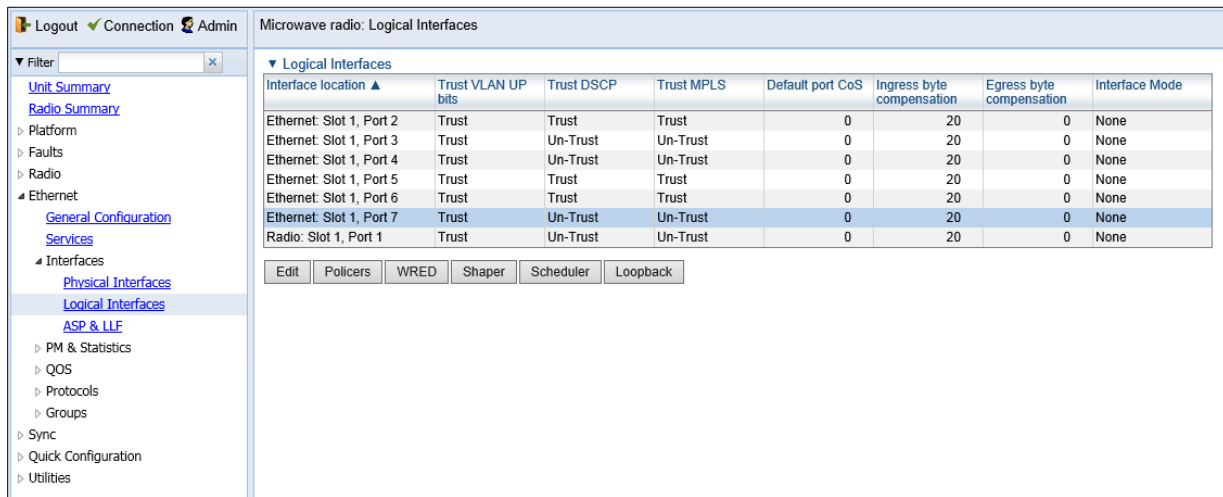 Logout Connection Admin
Microwave radio: Logical Interfaces
▼ Filter ×
Unit Summary
Radio Summary
Platform
Faults
Radio
Ethernet
General Configuration
Services
Interfaces
Physical Interfaces
Logical Interfaces
ASP & LLF
PM & Statistics
QOS
Protocols
Groups
Sync
Quick Configuration
Utilities
▼ Logical Interfaces
Interface location ▲ Trust VLAN UP bits Trust DSCP Trust MPLS Default port CoS Ingress byte compensation Egress byte compensation Interface Mode
Ethernet: Slot 1, Port 2 Trust Trust Trust 0 20 0 None
Ethernet: Slot 1, Port 3 Trust Un-Trust Un-Trust 0 20 0 None
Ethernet: Slot 1, Port 4 Trust Un-Trust Un-Trust 0 20 0 None
Ethernet: Slot 1, Port 5 Trust Trust Trust 0 20 0 None
Ethernet: Slot 1, Port 6 Trust Trust Trust 0 20 0 None
Ethernet: Slot 1, Port 7 Trust Un-Trust Un-Trust 0 20 0 None
Radio: Slot 1, Port 1 Trust Un-Trust Un-Trust 0 20 0 None
Edit Policers WRED Shaper Scheduler Loopback